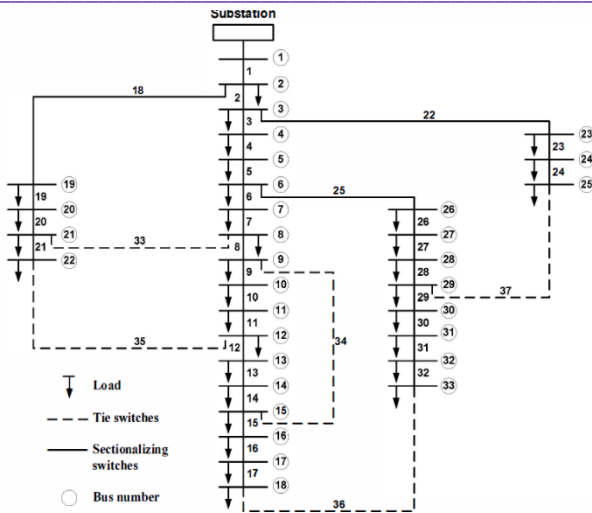 Substation
1
1
2
18 2
3
22
3
4 23
4 23
5 24
5 24
19 6 25
25
19 6
20 7 26
20 7 26
21 8 27
21 33 8 27
22 9 28
9 28
10 29
10 29 37
11 30
11 30
12 31
34
35 12 31
13 32
13 32
Load 14 33
14
15
Tie switches 15
16
Sectionalizing 16
switches 17
17
18
Bus number
36